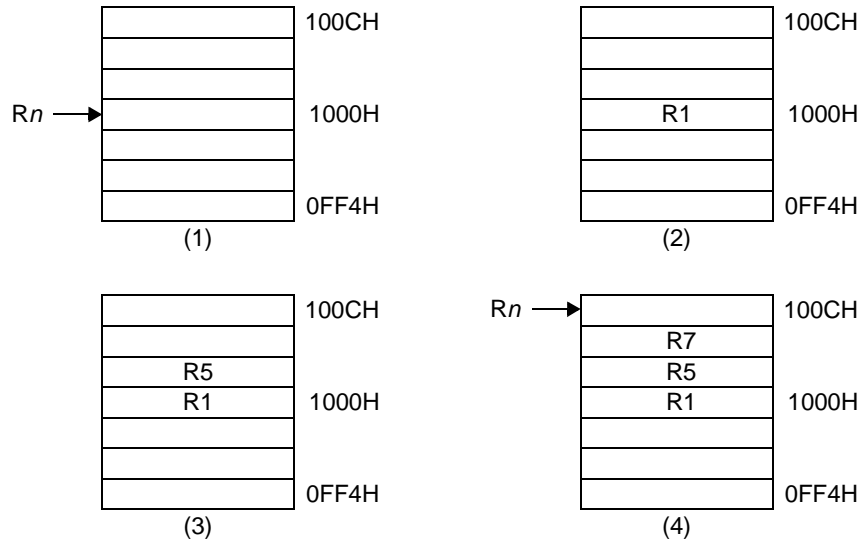 100CH
Rn
1000H
0FF4H
(1)
100CH
R1
1000H
0FF4H
(2)
100CH
R5
R1
1000H
0FF4H
(3)
Rn
100CH
R7
R5
R1
1000H
0FF4H
(4)